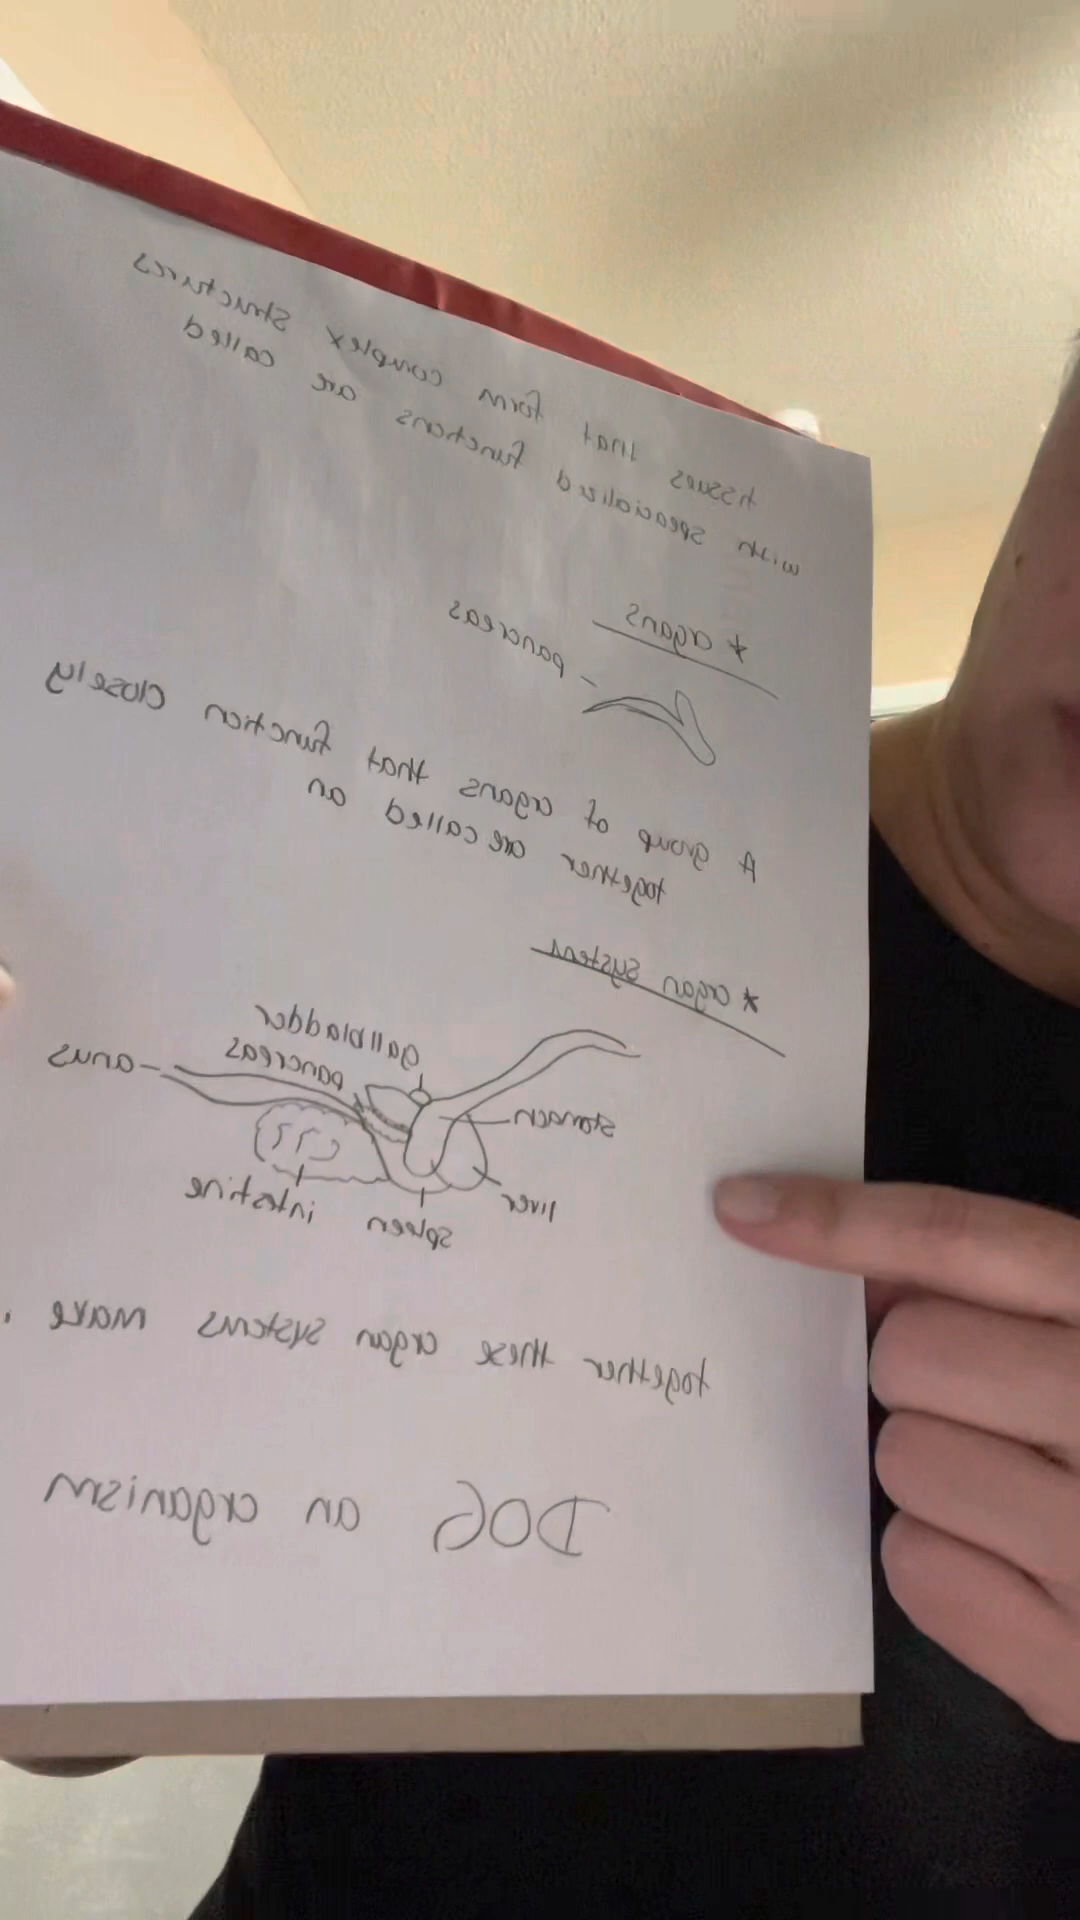 tissues that form complex structures
with speacialized functions are called
* organs
- pancreas
A group of organs that function closely
together are called an
* organ system
gallbladder
pancreas
anus
stomach
liver
spleen
intestine
together these organ systems make
DOG an organism